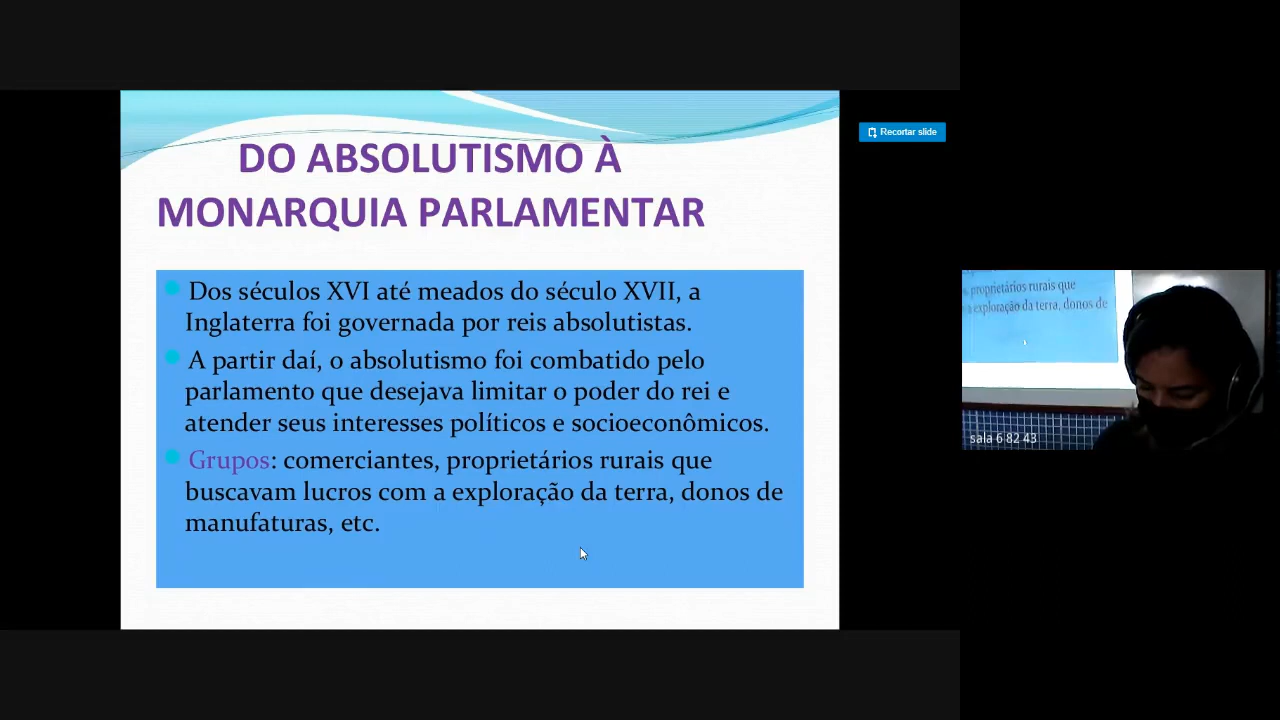 DO ABSOLUTISMO À
MONARQUIA PARLAMENTAR
Recortar slide
Dos séculos XVI até meados do século XVII, a
Inglaterra foi governada por reis absolutistas.
A partir daí, o absolutismo foi combatido pelo
parlamento que desejava limitar o poder do rei e
atender seus interesses políticos e socioeconômicos.
Grupos: comerciantes, proprietários rurais que
buscavam lucros com a exploração da terra, donos de
manufaturas, etc.
proprietários rurais que
a exploração da terra, donos de
sala 6 82 43